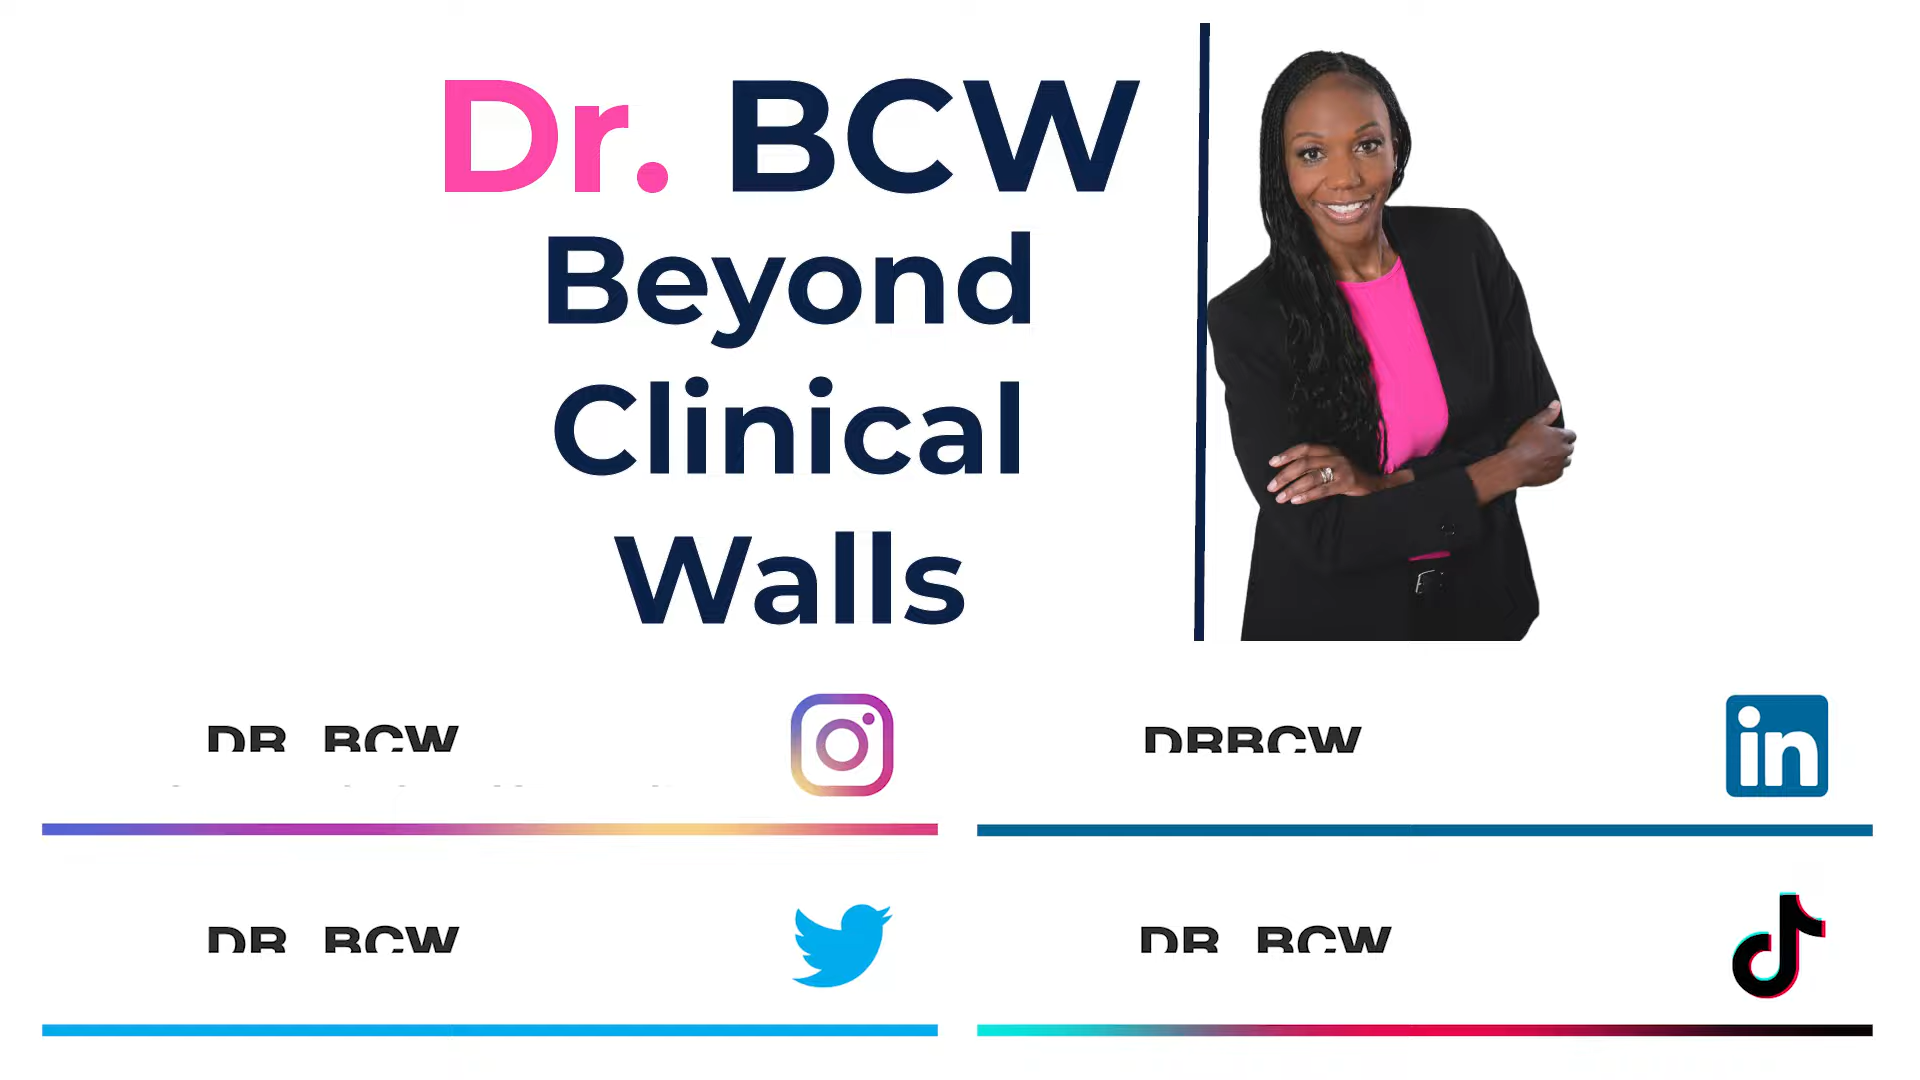 Dr. BCW
Beyond
Clinical
Walls
DR_BCW
DRBCW
DR_BCW
DR_BCW